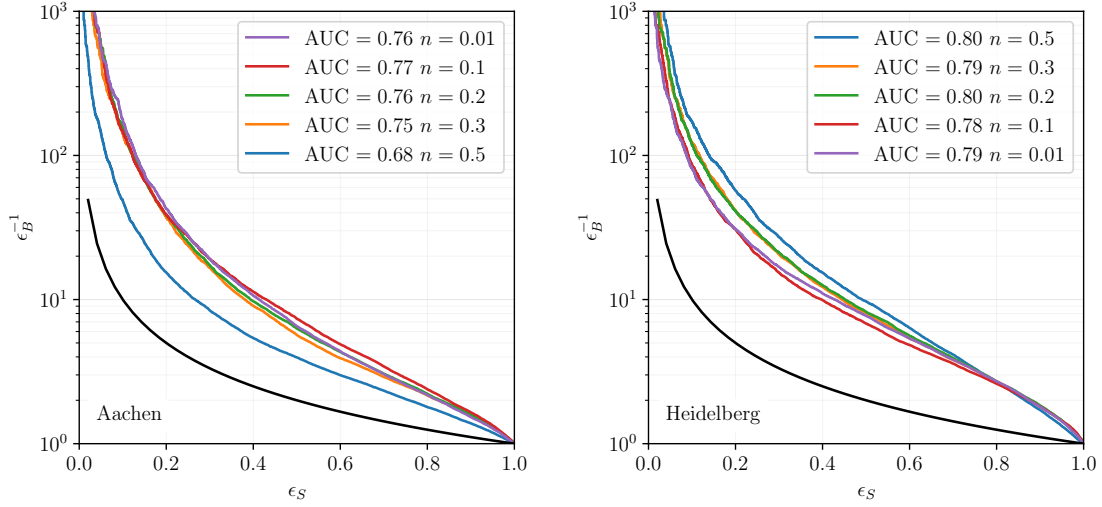 10^3
10^2
10^1
10^0
ϵ_B^{-1}
AUC = 0.76 n = 0.01
AUC = 0.77 n = 0.1
AUC = 0.76 n = 0.2
AUC = 0.75 n = 0.3
AUC = 0.68 n = 0.5
Aachen
0.0 0.2 0.4 0.6 0.8 1.0
ϵ_S
10^3
10^2
10^1
10^0
ϵ_B^{-1}
AUC = 0.80 n = 0.5
AUC = 0.79 n = 0.3
AUC = 0.80 n = 0.2
AUC = 0.78 n = 0.1
AUC = 0.79 n = 0.01
Heidelberg
0.0 0.2 0.4 0.6 0.8 1.0
ϵ_S